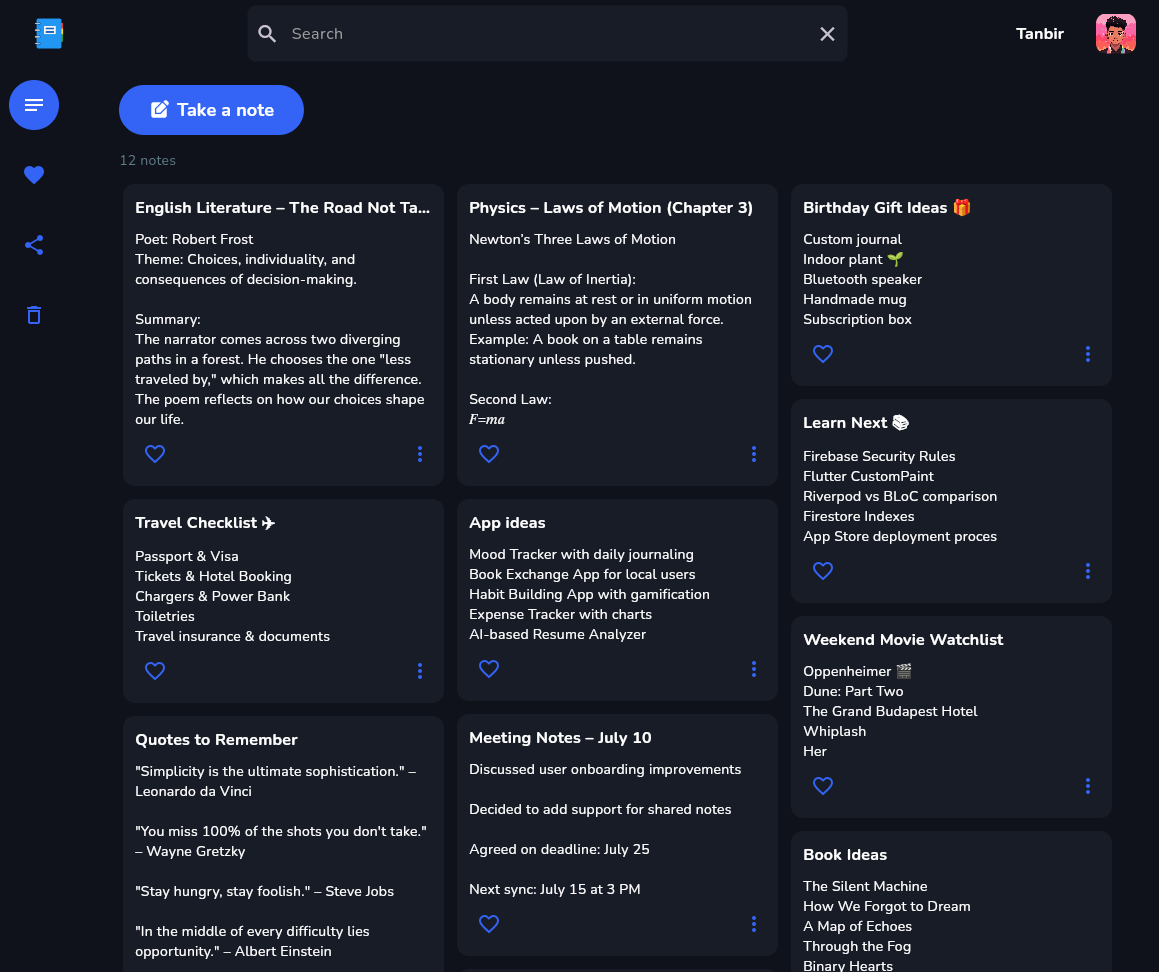 Search
Tanbir
Take a note
12 notes
English Literature – The Road Not Ta...
Poet: Robert Frost
Theme: Choices, individuality, and
consequences of decision-making.
Summary:
The narrator comes across two diverging
paths in a forest. He chooses the one "less
traveled by," which makes all the difference.
The poem reflects on how our choices shape
our life.
Travel Checklist ✈
Passport & Visa
Tickets & Hotel Booking
Chargers & Power Bank
Toiletries
Travel insurance & documents
Quotes to Remember
"Simplicity is the ultimate sophistication." –
Leonardo da Vinci
"You miss 100% of the shots you don't take."
– Wayne Gretzky
"Stay hungry, stay foolish." – Steve Jobs
"In the middle of every difficulty lies
opportunity." – Albert Einstein
Physics – Laws of Motion (Chapter 3)
Newton's Three Laws of Motion
First Law (Law of Inertia):
A body remains at rest or in uniform motion
unless acted upon by an external force.
Example: A book on a table remains
stationary unless pushed.
Second Law:
F=ma
App ideas
Mood Tracker with daily journaling
Book Exchange App for local users
Habit Building App with gamification
Expense Tracker with charts
AI-based Resume Analyzer
Meeting Notes – July 10
Discussed user onboarding improvements
Decided to add support for shared notes
Agreed on deadline: July 25
Next sync: July 15 at 3 PM
Birthday Gift Ideas 🎁
Custom journal
Indoor plant 🌱
Bluetooth speaker
Handmade mug
Subscription box
Learn Next 📚
Firebase Security Rules
Flutter CustomPaint
Riverpod vs BLoC comparison
Firestore Indexes
App Store deployment proces
Weekend Movie Watchlist
Oppenheimer 🎬
Dune: Part Two
The Grand Budapest Hotel
Whiplash
Her
Book Ideas
The Silent Machine
How We Forgot to Dream
A Map of Echoes
Through the Fog
Binary Hearts